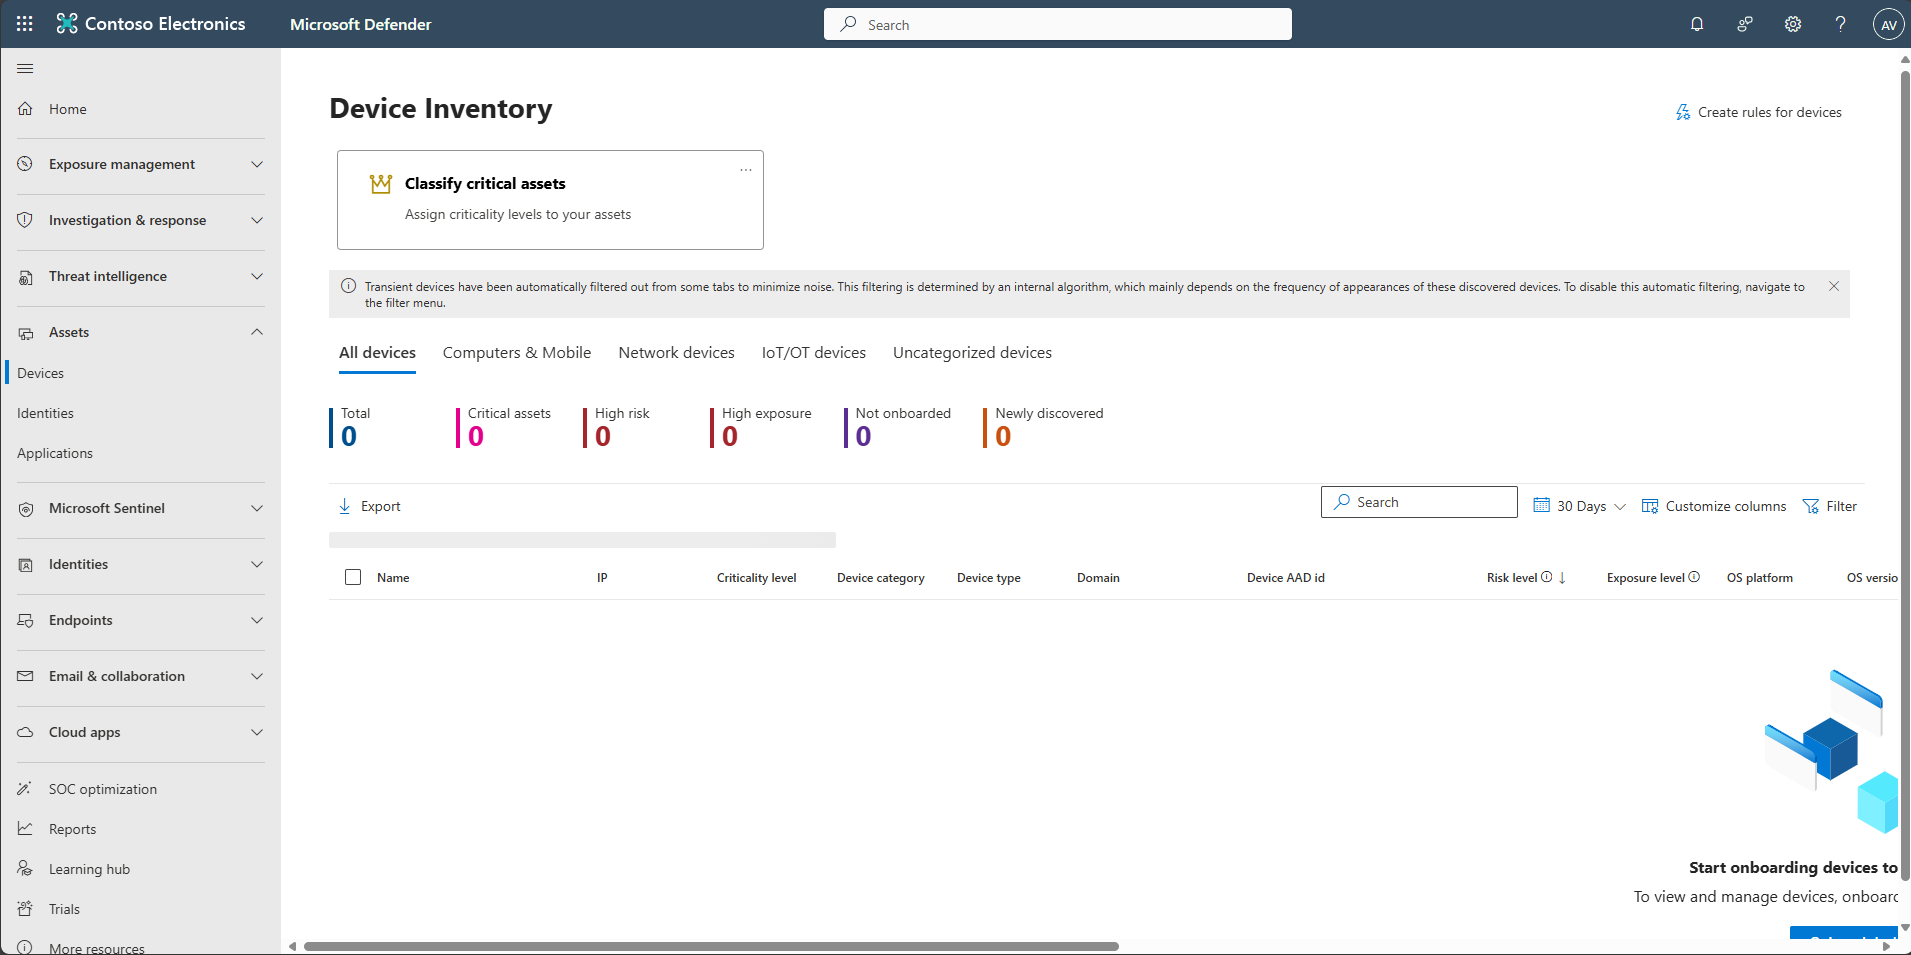 Contoso Electronics
Microsoft Defender
Search
AV
Home
Exposure management
Investigation & response
Threat intelligence
Assets
Devices
Identities
Applications
Microsoft Sentinel
Identities
Endpoints
Email & collaboration
Cloud apps
SOC optimization
Reports
Learning hub
Trials
More resources
Device Inventory
Create rules for devices
Classify critical assets
Assign criticality levels to your assets
Transient devices have been automatically filtered out from some tabs to minimize noise. This filtering is determined by an internal algorithm, which mainly depends on the frequency of appearances of these discovered devices. To disable this automatic filtering, navigate to
the filter menu.
All devices Computers & Mobile Network devices IoT/OT devices Uncategorized devices
Total Critical assets High risk High exposure Not onboarded Newly discovered
0 0 0 0 0 0
Export
Search
30 Days
Customize columns
Filter
Name IP Criticality level Device category Device type Domain Device AAD id Risk level Exposure level OS platform OS versio
Start onboarding devices to
To view and manage devices, onboard